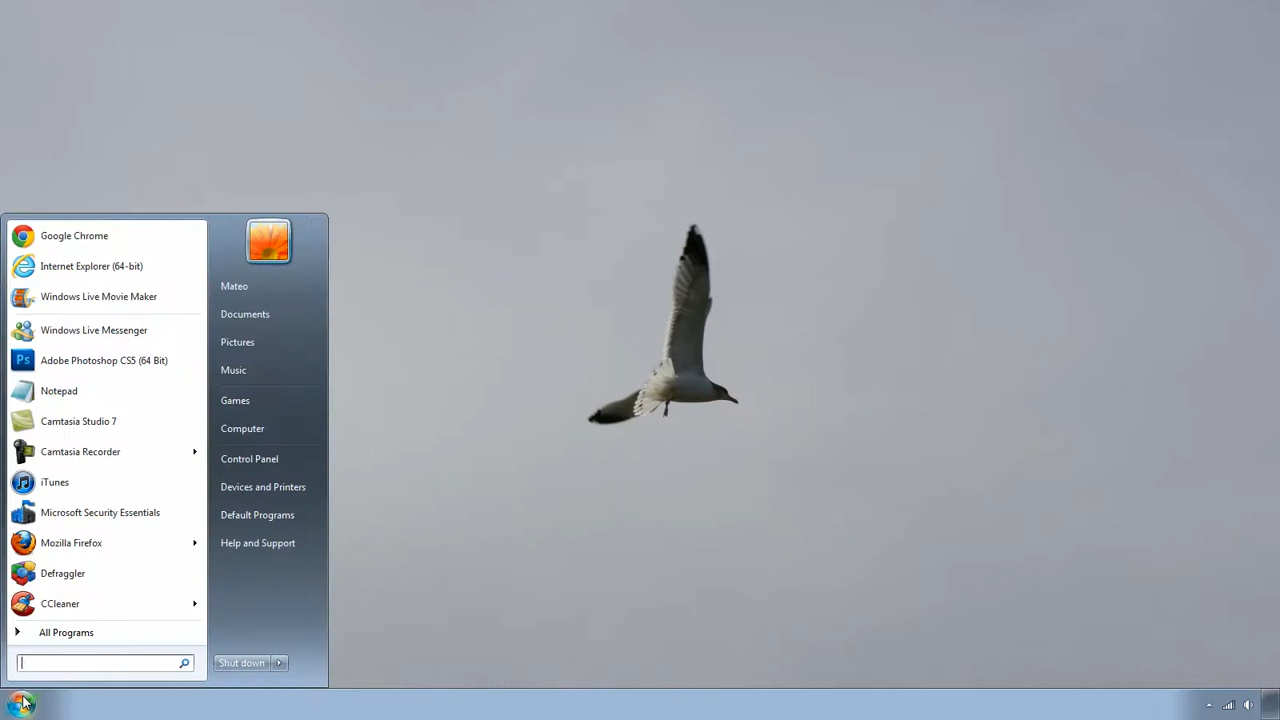 Google Chrome
Internet Explorer (64-bit)
Windows Live Movie Maker
Windows Live Messenger
Ps
Adobe Photoshop CS5 (64 Bit)
Notepad
Camtasia Studio 7
Camtasia Recorder
iTunes
Microsoft Security Essentials
Mozilla Firefox
Defraggler
CCleaner
All Programs
Mateo
Documents
Pictures
Music
Games
Computer
Control Panel
Devices and Printers
Default Programs
Help and Support
Shut down